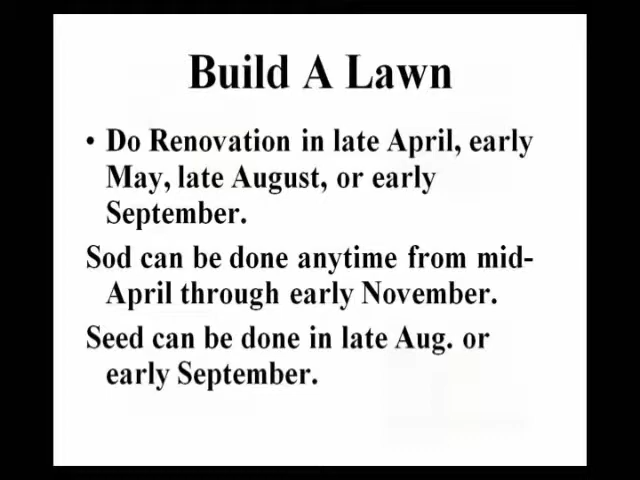 Build A Lawn
• Do Renovation in late April, early
May, late August, or early
September.
Sod can be done anytime from mid-
April through early November.
Seed can be done in late Aug. or
early September.